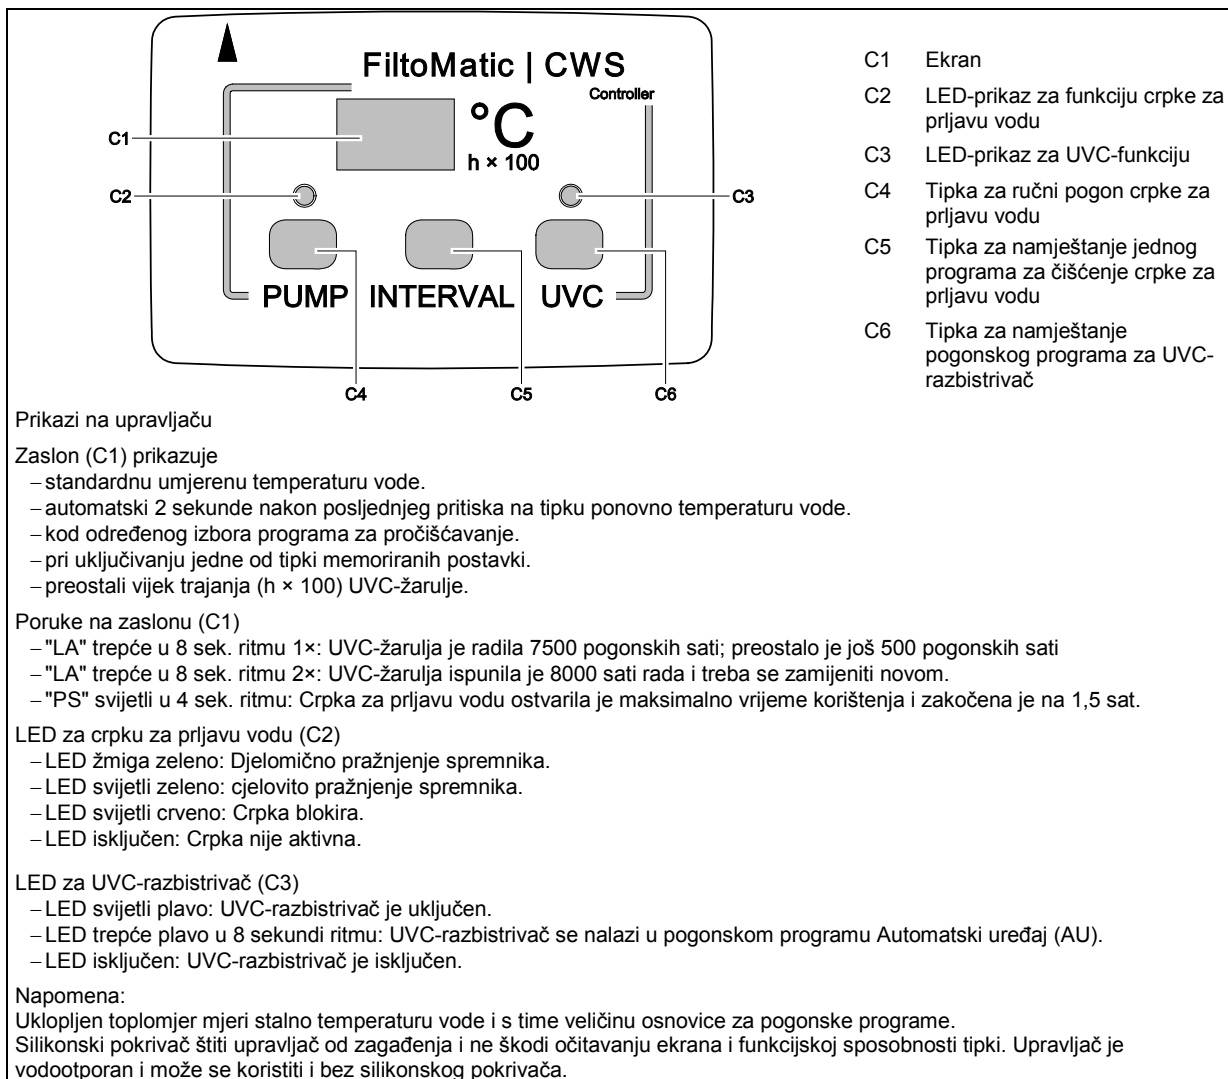 FiltoMatic | CWS
Controller
°C
h × 100
C1
C2
C3
PUMP INTERVAL UVC
C4
C5
C6
C1 Ekran
C2 LED-prikaz za funkciju crpke za
prljavu vodu
C3 LED-prikaz za UVC-funkciju
C4 Tipka za ručni pogon crpke za
prljavu vodu
C5 Tipka za namještanje jednog
programa za čišćenje crpke za
prljavu vodu
C6 Tipka za namještanje
pogonskog programa za UVC-
razbistrivač
Prikazi na upravljaču
Zaslon (C1) prikazuje
– standardnu umjerenu temperaturu vode.
– automatski 2 sekunde nakon posljednjeg pritiska na tipku ponovno temperaturu vode.
– kod određenog izbora programa za pročišćavanje.
– pri uključivanju jedne od tipki memoriranih postavki.
– preostali vijek trajanja (h × 100) UVC-žarulje.
Poruke na zaslonu (C1)
– "LA" trepće u 8 sek. ritmu 1×: UVC-žarulja je radila 7500 pogonskih sati; preostalo je još 500 pogonskih sati
– "LA" trepće u 8 sek. ritmu 2×: UVC-žarulja ispunila je 8000 sati rada i treba se zamijeniti novom.
– "PS" svijetli u 4 sek. ritmu: Crpka za prljavu vodu ostvarila je maksimalno vrijeme korištenja i zakočena je na 1,5 sat.
LED za crpku za prljavu vodu (C2)
– LED žmiga zeleno: Djelomično pražnjenje spremnika.
– LED svijetli zeleno: cjelovito pražnjenje spremnika.
– LED svijetli crveno: Crpka blokira.
– LED isključen: Crpka nije aktivna.
LED za UVC-razbistrivač (C3)
– LED svijetli plavo: UVC-razbistrivač je uključen.
– LED trepće plavo u 8 sekundi ritmu: UVC-razbistrivač se nalazi u pogonskom programu Automatski uređaj (AU).
– LED isključen: UVC-razbistrivač je isključen.
Napomena:
Uklopljen toplomjer mjeri stalno temperaturu vode i s time veličinu osnovice za pogonske programe.
Silikonski pokrivač štiti upravljač od zagađenja i ne škodi očitavanju ekrana i funkcijskoj sposobnosti tipki. Upravljač je
vodootporan i može se koristiti i bez silikonskog pokrivača.